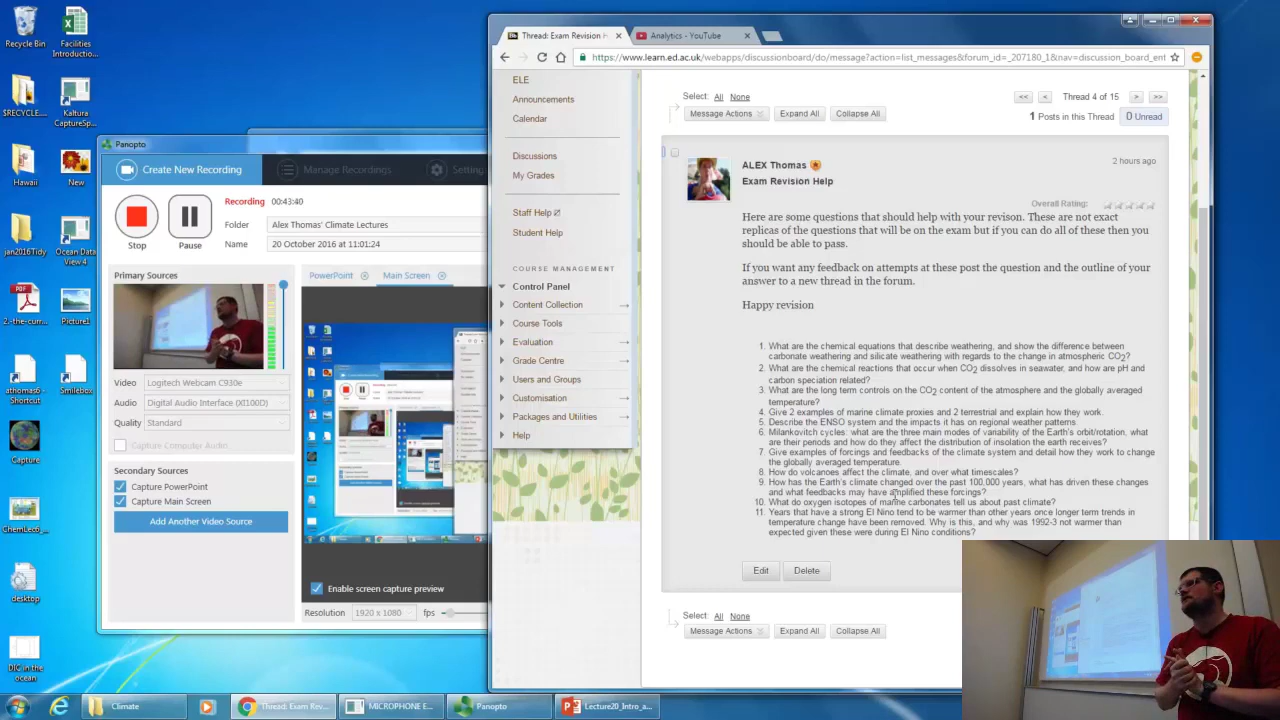 Recycle Bin
Facilities
Introducto...
$RECYCLE....
Kaltura
CaptureSp...
Hawaii
New
jan2016Tidy
Ocean Data
View 4
Picture1
athomas6 -
Shortcut
Smilebox
Capture
desktop
DIC in the
ocean
Panopto
Create New Recording
Manage Recordings
Settin
Stop
Pause
Recording 00:43:40
Folder Alex Thomas' Climate Lectures
Name 20 October 2016 at 11:01:24
Primary Sources
Video Logitech Webcam C930e
Audio Digital Audio Interface (XI100D)
Quality Standard
Capture Computer Audio
Secondary Sources
Capture PowerPoint
Capture Main Screen
Add Another Video Source
PowerPoint
Main Screen
Enable screen capture preview
Resolution 1920 x 1080 fps
Thread: Exam Revision H
Analytics - YouTube
https://www.learn.ed.ac.uk/webapps/discussionboard/do/message?action=list_messages&forum_id=_207180_1&nav=discussion_board_ent
ELE
Announcements
Calendar
Discussions
My Grades
Staff Help
Student Help
COURSE MANAGEMENT
Control Panel
Content Collection
Course Tools
Evaluation
Grade Centre
Users and Groups
Customisation
Packages and Utilities
Help
Select: All None
Message Actions Expand All Collapse All
<< < Thread 4 of 15 > >>
1 Posts in this Thread 0 Unread
ALEX Thomas
2 hours ago
Exam Revision Help
Overall Rating:
Here are some questions that should help with your revison. These are not exact
replicas of the questions that will be on the exam but if you can do all of these then you
should be able to pass.
If you want any feedback on attempts at these post the question and the outline of your
answer to a new thread in the forum.
Happy revision
1. What are the chemical equations that describe weathering, and show the difference between
carbonate weathering and silicate weathering with regards to the change in atmospheric CO2?
2. What are the chemical reactions that occur when CO2 dissolves in seawater, and how are pH and
carbon speciation related?
3. What are the long term controls on the CO2 content of the atmosphere and the globally averaged
temperature?
4. Give 2 examples of marine climate proxies and 2 terrestrial and explain how they work.
5. Describe the ENSO system and the impacts it has on regional weather patterns.
6. Milankovitch cycles: what are the three main modes of variability of the Earth's orbit/rotation, what
are their periods and how do they affect the distribution of insolation the earth receives?
7. Give examples of forcings and feedbacks of the climate system and detail how they work to change
the globally averaged temperature.
8. How do volcanoes affect the climate, and over what timescales?
9. How has the Earth's climate changed over the past 100,000 years, what has driven these changes
and what feedbacks may have amplified these forcings?
10. What do oxygen isotopes of marine carbonates tell us about past climate?
11. Years that have a strong El Nino tend to be warmer than other years once longer term trends in
temperature change have been removed. Why is this, and why was 1992-3 not warmer than
expected given these were during El Nino conditions?
Edit Delete
Select: All None
Message Actions Expand All Collapse All
Climate
Thread: Exam Rev...
MICROPHONE E...
Panopto
Lecture20_Intro_a...